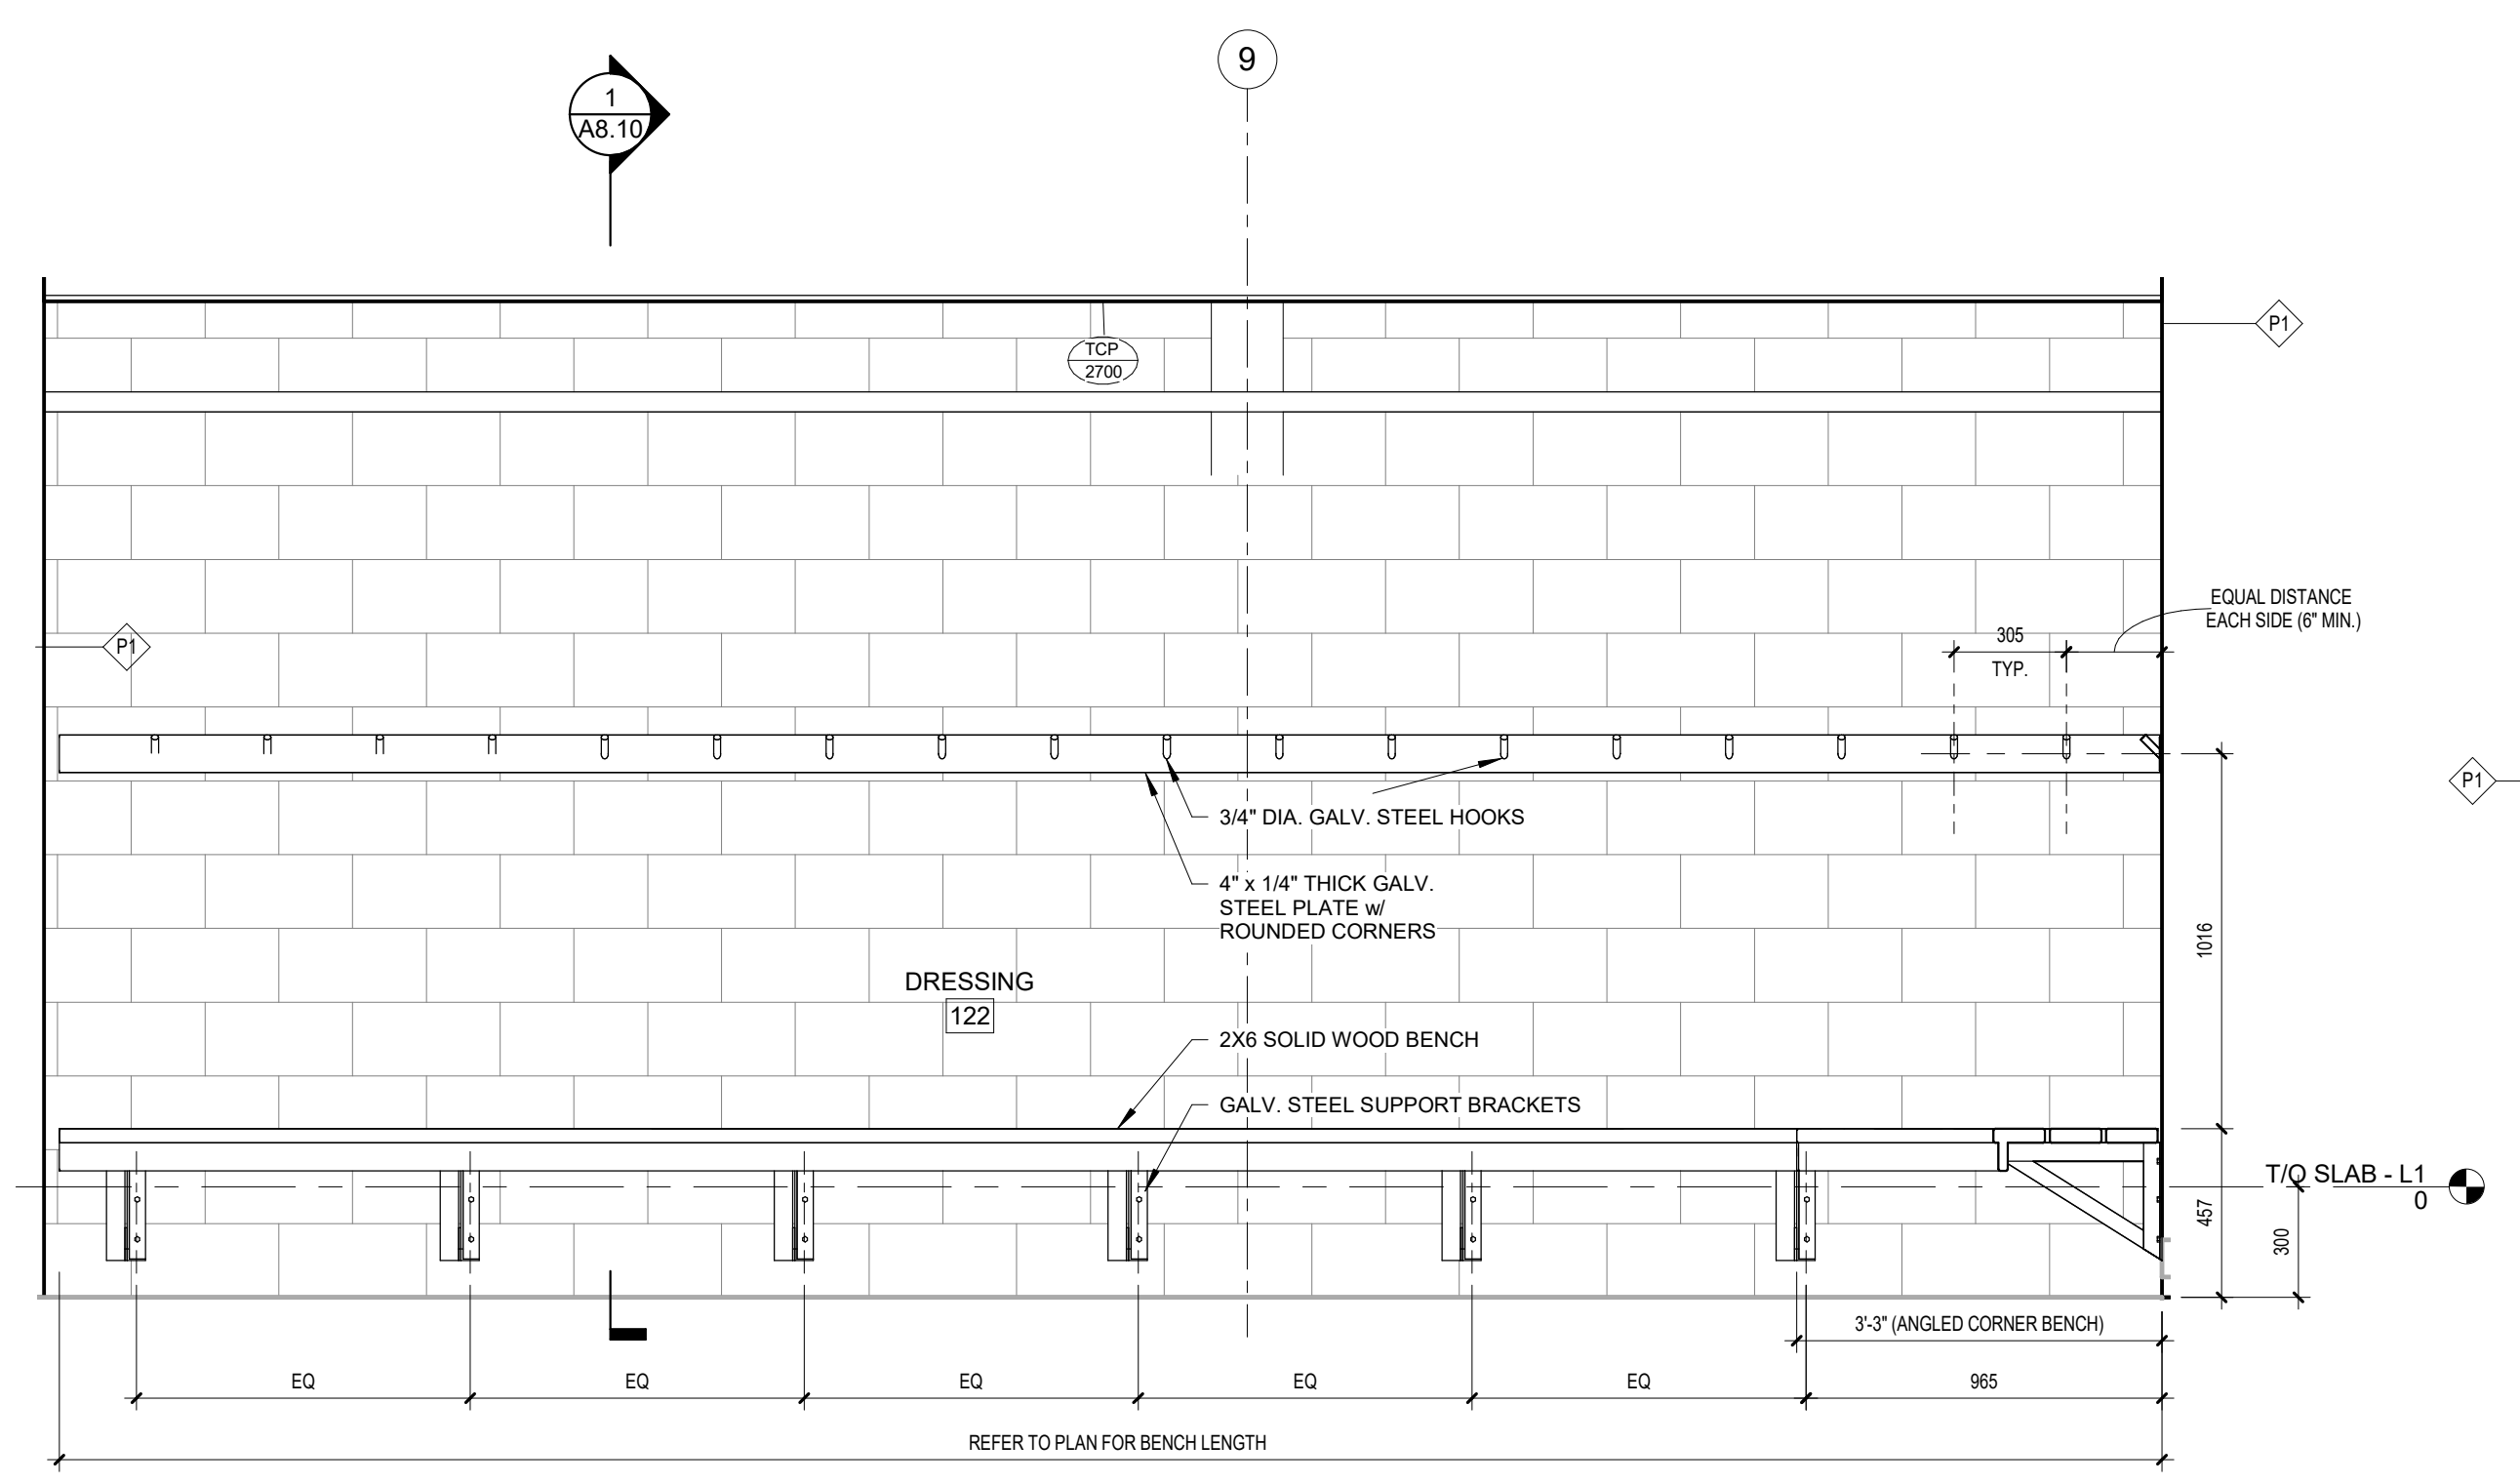 9
1
A8.10
P1
TCP
2700
EQUAL DISTANCE
EACH SIDE (6" MIN.)
305
TYP.
P1
P1
3/4" DIA. GALV. STEEL HOOKS
4" x 1/4" THICK GALV.
STEEL PLATE w/
ROUNDED CORNERS
1016
DRESSING
122
2X6 SOLID WOOD BENCH
GALV. STEEL SUPPORT BRACKETS
T/O SLAB - L1
0
457
300
3'-3" (ANGLED CORNER BENCH)
EQ
EQ
EQ
EQ
EQ
965
REFER TO PLAN FOR BENCH LENGTH